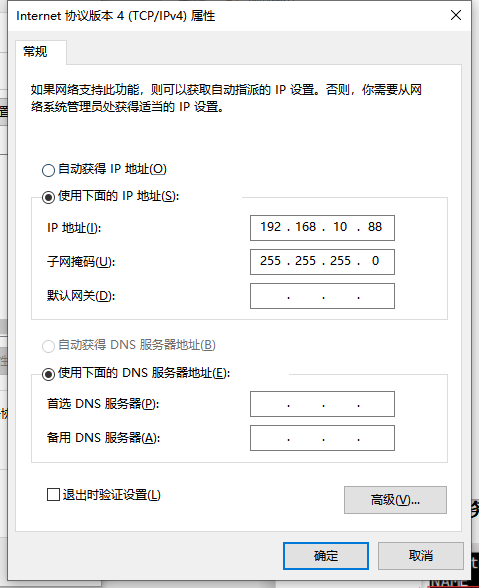 Internet 协议版本 4 (TCP/IPv4) 属性
常规
如果网络支持此功能，则可以获取自动指派的 IP 设置。否则，你需要从网
络系统管理员处获得适当的 IP 设置。
自动获得 IP 地址(O)
使用下面的 IP 地址(S):
IP 地址(I):
192 . 168 . 10 . 88
子网掩码(U):
255 . 255 . 255 . 0
默认网关(D):
. . .
自动获得 DNS 服务器地址(B)
使用下面的 DNS 服务器地址(E):
首选 DNS 服务器(P):
. . .
备用 DNS 服务器(A):
. . .
退出时验证设置(L)
高级(V)...
确定
取消
NAME